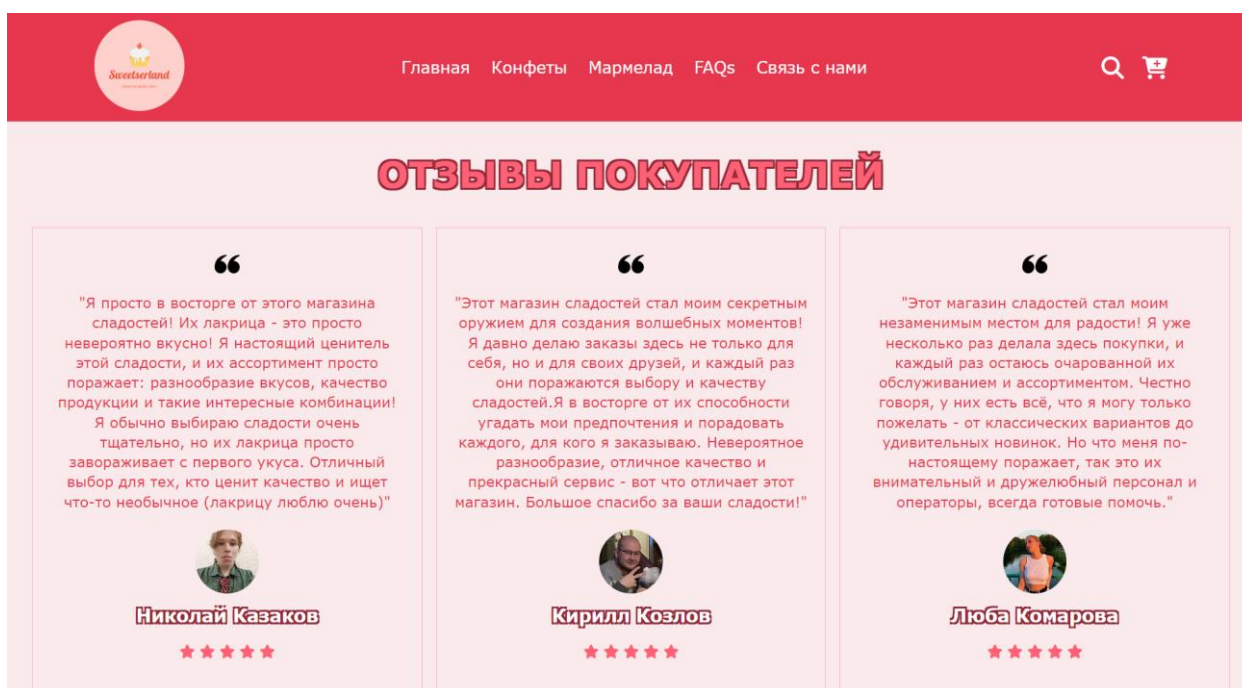 Sweetserland
Главная Конфеты Мармелад FAQs Связь с нами
ОТЗЫВЫ ПОКУПАТЕЛЕЙ
"Я просто в восторге от этого магазина
сладостей! Их лакрица - это просто
невероятно вкусно! Я настоящий ценитель
этой сладости, и их ассортимент просто
поражает: разнообразие вкусов, качество
продукции и такие интересные комбинации!
Я обычно выбираю сладости очень
тщательно, но их лакрица просто
завораживает с первого укуса. Отличный
выбор для тех, кто ценит качество и ищет
что-то необычное (лакрицу люблю очень)"
Николай Казаков
"Этот магазин сладостей стал моим секретным
оружием для создания волшебных моментов!
Я давно делаю заказы здесь не только для
себя, но и для своих друзей, и каждый раз
они поражаются выбору и качеству
сладостей.Я в восторге от их способности
угадать мои предпочтения и порадовать
каждого, для кого я заказываю. Невероятное
разнообразие, отличное качество и
прекрасный сервис - вот что отличает этот
магазин. Большое спасибо за ваши сладости!"
Кирилл Козлов
"Этот магазин сладостей стал моим
незаменимым местом для радости! Я уже
несколько раз делала здесь покупки, и
каждый раз остаюсь очарованной их
обслуживанием и ассортиментом. Честно
говоря, у них есть всё, что я могу только
пожелать - от классических вариантов до
удивительных новинок. Но что меня по-
настоящему поражает, так это их
внимательный и дружелюбный персонал и
операторы, всегда готовые помочь."
Люба Комарова